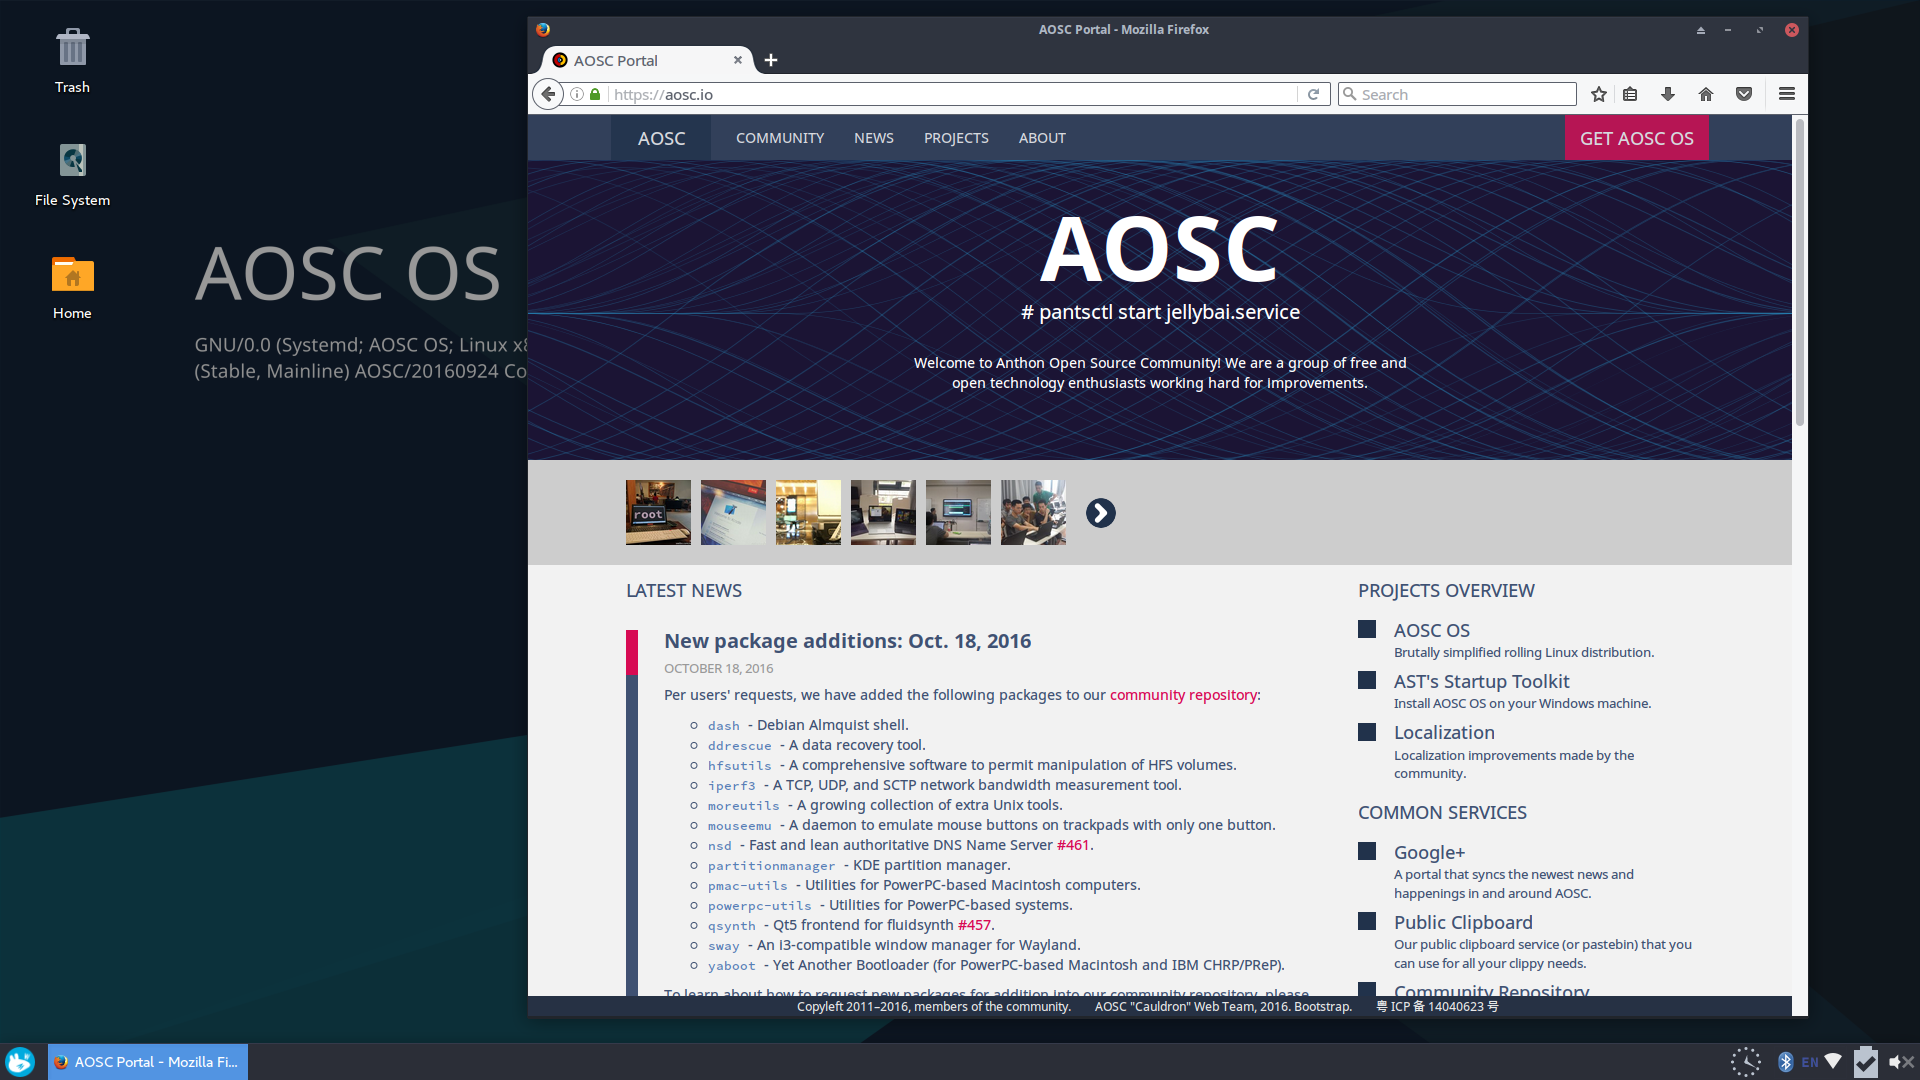 Trash
File System
Home
AOSC OS
GNU/0.0 (Systemd; AOSC OS; Linux x8
(Stable, Mainline) AOSC/20160924 Co
AOSC Portal - Mozilla Firefox
AOSC Portal
https://aosc.io
Search
AOSC
COMMUNITY
NEWS
PROJECTS
ABOUT
GET AOSC OS
AOSC
# pantsctl start jellybai.service
Welcome to Anthon Open Source Community! We are a group of free and
open technology enthusiasts working hard for improvements.
root
LATEST NEWS
New package additions: Oct. 18, 2016
OCTOBER 18, 2016
Per users' requests, we have added the following packages to our community repository:
dash - Debian Almquist shell.
ddrescue - A data recovery tool.
hfsutils - A comprehensive software to permit manipulation of HFS volumes.
iperf3 - A TCP, UDP, and SCTP network bandwidth measurement tool.
moreutils - A growing collection of extra Unix tools.
mouseemu - A daemon to emulate mouse buttons on trackpads with only one button.
nsd - Fast and lean authoritative DNS Name Server #461.
partitionmanager - KDE partition manager.
pmac-utils - Utilities for PowerPC-based Macintosh computers.
powerpc-utils - Utilities for PowerPC-based systems.
qsynth - Qt5 frontend for fluidsynth #457.
sway - An i3-compatible window manager for Wayland.
yaboot - Yet Another Bootloader (for PowerPC-based Macintosh and IBM CHRP/PReP).
To learn about how to request new packages for addition into our community repository, please
PROJECTS OVERVIEW
AOSC OS
Brutally simplified rolling Linux distribution.
AST's Startup Toolkit
Install AOSC OS on your Windows machine.
Localization
Localization improvements made by the
community.
COMMON SERVICES
Google+
A portal that syncs the newest news and
happenings in and around AOSC.
Public Clipboard
Our public clipboard service (or pastebin) that you
can use for all your clippy needs.
Community Repository
Copyleft 2011–2016, members of the community.
AOSC "Cauldron" Web Team, 2016. Bootstrap.
粤 ICP 备 14040623 号
AOSC Portal - Mozilla Fi...
EN